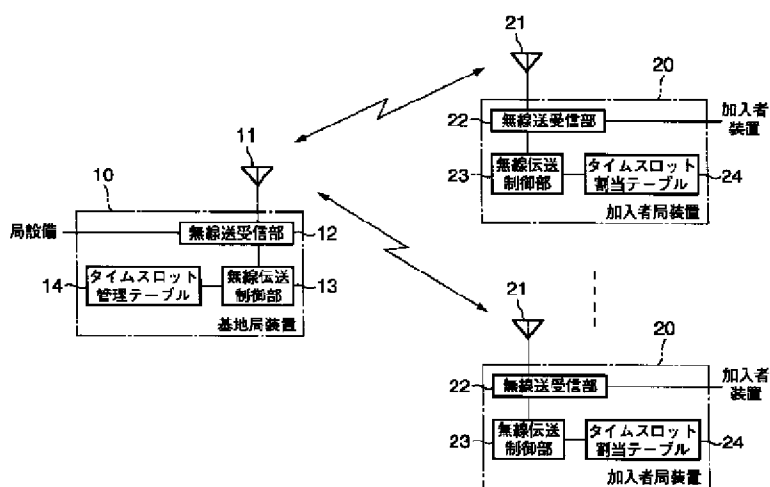 21
20
22
無線送受信部
加入者
装置
23
無線伝送
制御部
タイムスロット
割当テーブル
24
加入者局装置
11
10
局設備
無線送受信部
12
14
タイムスロット
管理テーブル
無線伝送
制御部
13
基地局装置
21
20
22
無線送受信部
加入者
装置
23
無線伝送
制御部
タイムスロット
割当テーブル
24
加入者局装置